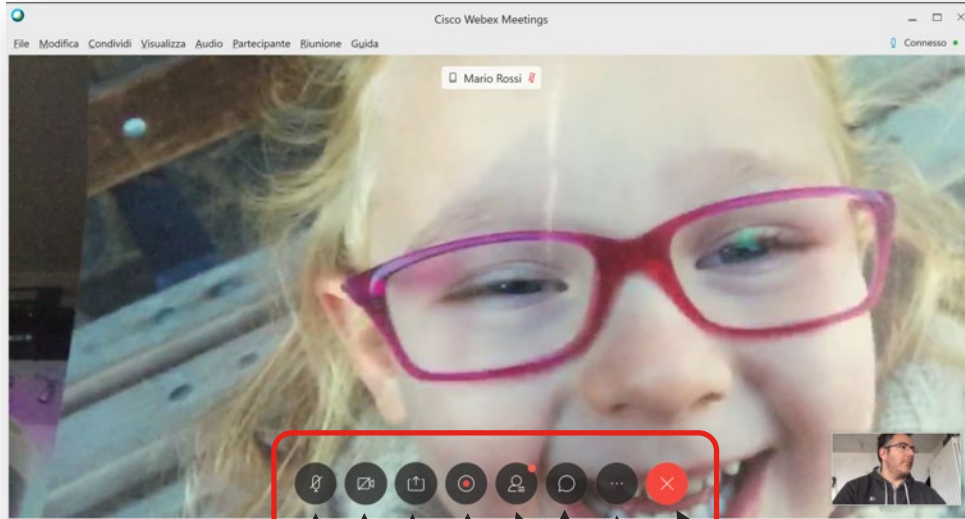 Cisco Webex Meetings
File Modifica Condividi Visualizza Audio Partecipante Riunione Guida
Connesso
Mario Rossi